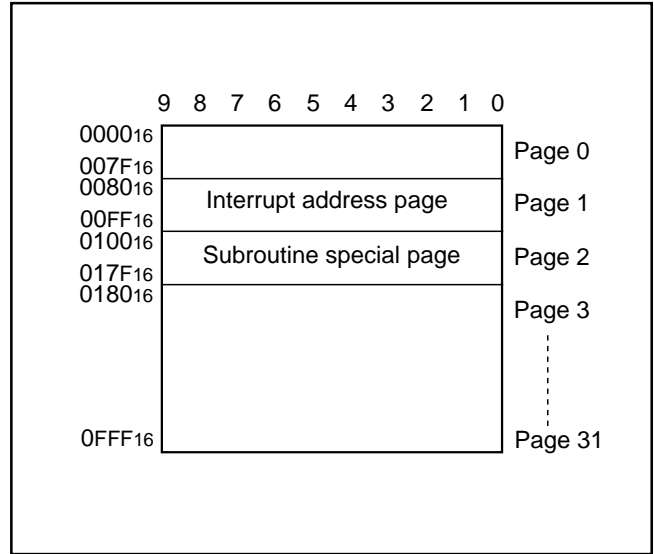 9 8 7 6 5 4 3 2 1 0
0000₁₆
Page 0
007F₁₆
0080₁₆
Interrupt address page
Page 1
00FF₁₆
0100₁₆
Subroutine special page
Page 2
017F₁₆
0180₁₆
Page 3
0FFF₁₆
Page 31